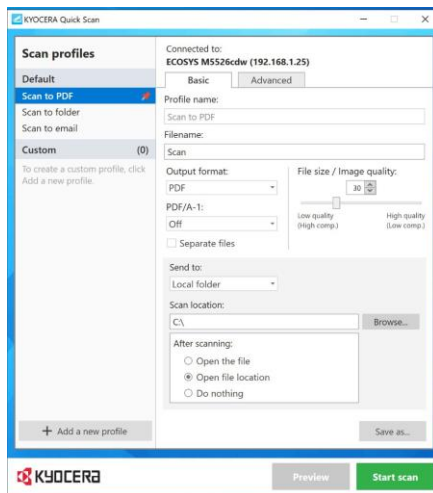 KYOCERA Quick Scan
Scan profiles
Default
Scan to PDF
Scan to folder
Scan to email
Custom (0)
To create a custom profile, click
Add a new profile.
+ Add a new profile
Connected to:
ECOSYS M5526cdw (192.168.1.25)
Basic Advanced
Profile name:
Scan to PDF
Filename:
Scan
Output format:
PDF
PDF/A-1:
Off
Separate files
File size / Image quality:
30
Low quality High quality
(High comp.) (Low comp.)
Send to:
Local folder
Scan location:
C:\
Browse...
After scanning:
Open the file
Open file location
Do nothing
Save as...
KYOCERA
Preview Start scan